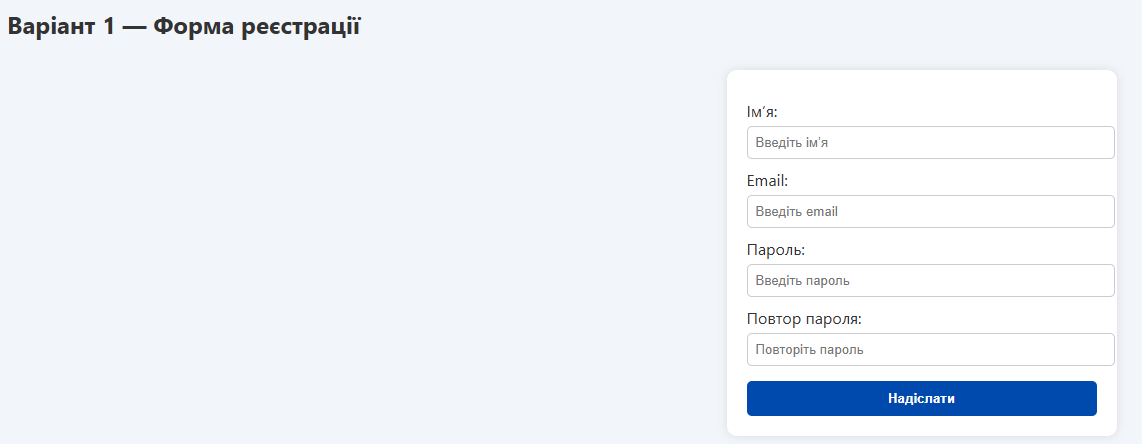 Варіант 1 — Форма реєстрації
Ім’я:
Введіть ім’я
Email:
Введіть email
Пароль:
Введіть пароль
Повтор пароля:
Повторіть пароль
Надіслати